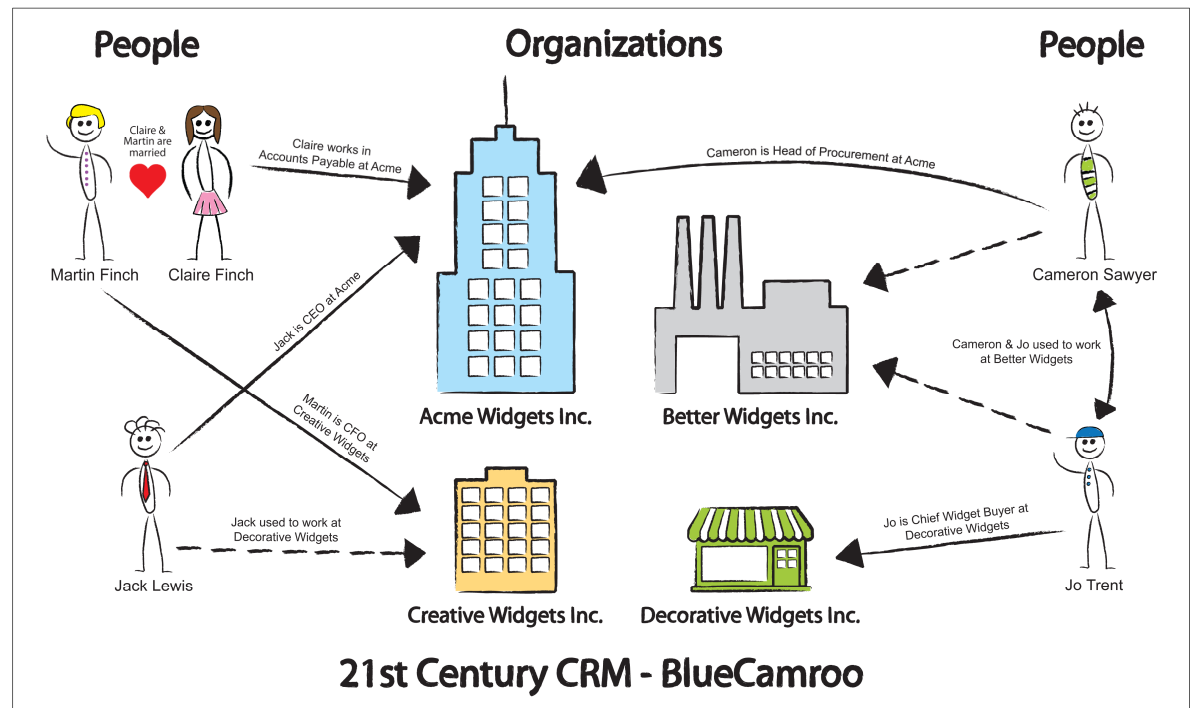 People
Organizations
People
Claire &
Martin are
married
Claire works in
Accounts Payable at Acme
Cameron is Head of Procurement at Acme
Martin Finch
Claire Finch
Cameron Sawyer
Jack is CEO at Acme
Cameron & Jo used to work
at Better Widgets
Martin is CFO at
Creative Widgets
Acme Widgets Inc.
Better Widgets Inc.
Jack used to work at
Decorative Widgets
Jo is Chief Widget Buyer at
Decorative Widgets
Jack Lewis
Jo Trent
Creative Widgets Inc.
Decorative Widgets Inc.
21st Century CRM - BlueCamroo